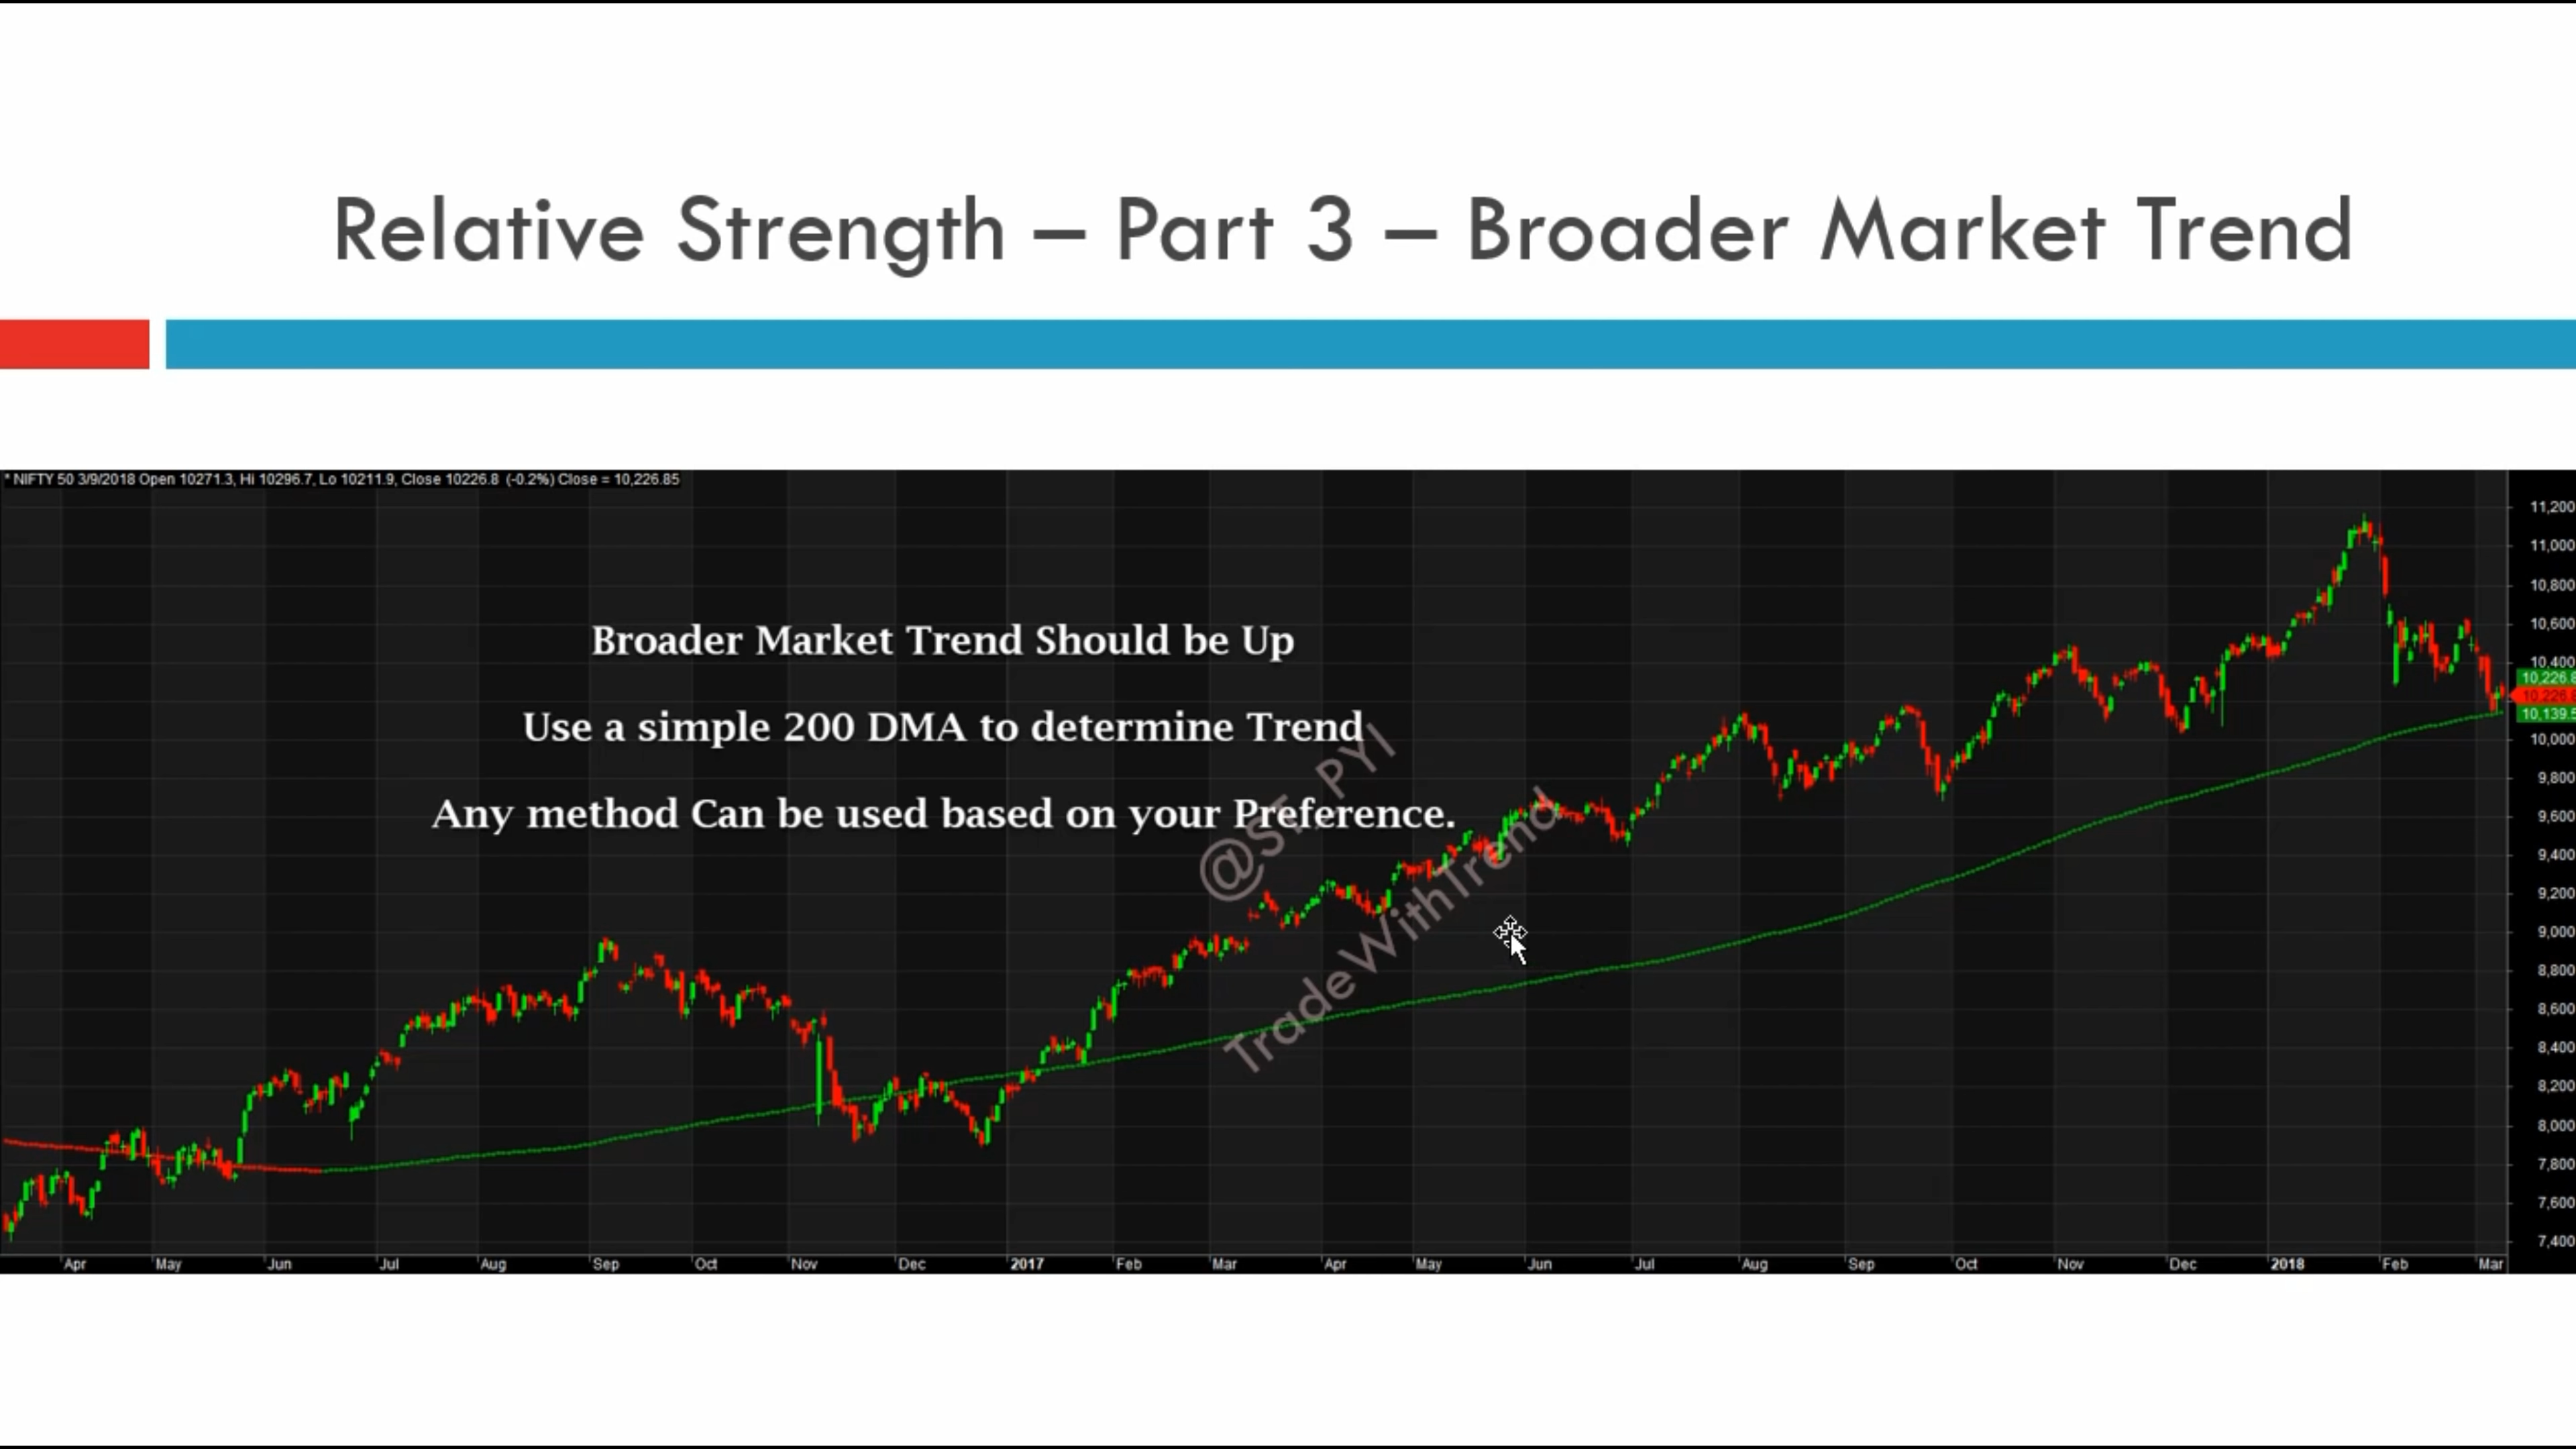 Relative Strength – Part 3 – Broader Market Trend
* NIFTY 50 3/9/2018 Open 10271.3, Hi 10296.7, Lo 10211.9, Close 10226.8 (-0.2%) Close = 10,226.85
Broader Market Trend Should be Up
Use a simple 200 DMA to determine Trend
Any method Can be used based on your Preference.
@ST_PYI
TradeWithTrend
11,200
11,000
10,800
10,600
10,400
10,226.8
10,226.8
10,139.5
10,000
9,800
9,600
9,400
9,200
9,000
8,800
8,600
8,400
8,200
8,000
7,800
7,600
7,400
Apr May Jun Jul Aug Sep Oct Nov Dec 2017 Feb Mar Apr May Jun Jul Aug Sep Oct Nov Dec 2018 Feb Mar